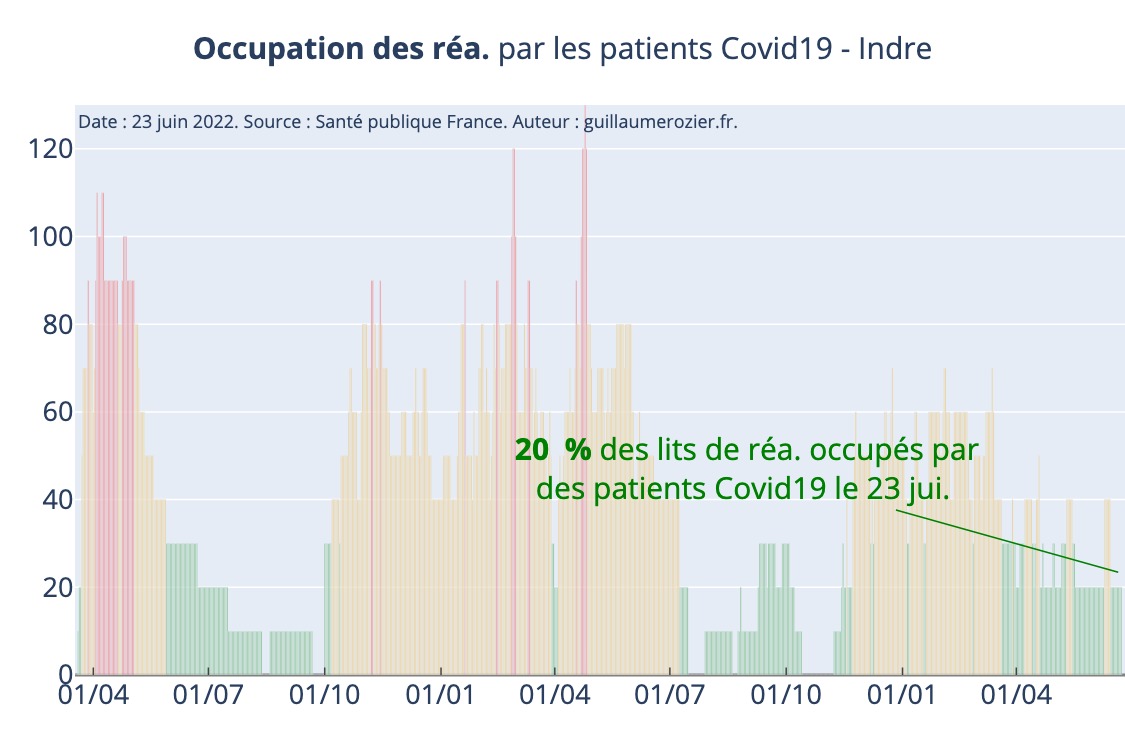 Occupation des réa. par les patients Covid19 - Indre
Date : 23 juin 2022. Source : Santé publique France. Auteur : guillaumerozier.fr.
120
100
80
60
20  % des lits de réa. occupés par
des patients Covid19 le 23 jui.
40
20
0
01/04 01/07 01/10 01/01 01/04 01/07 01/10 01/01 01/04